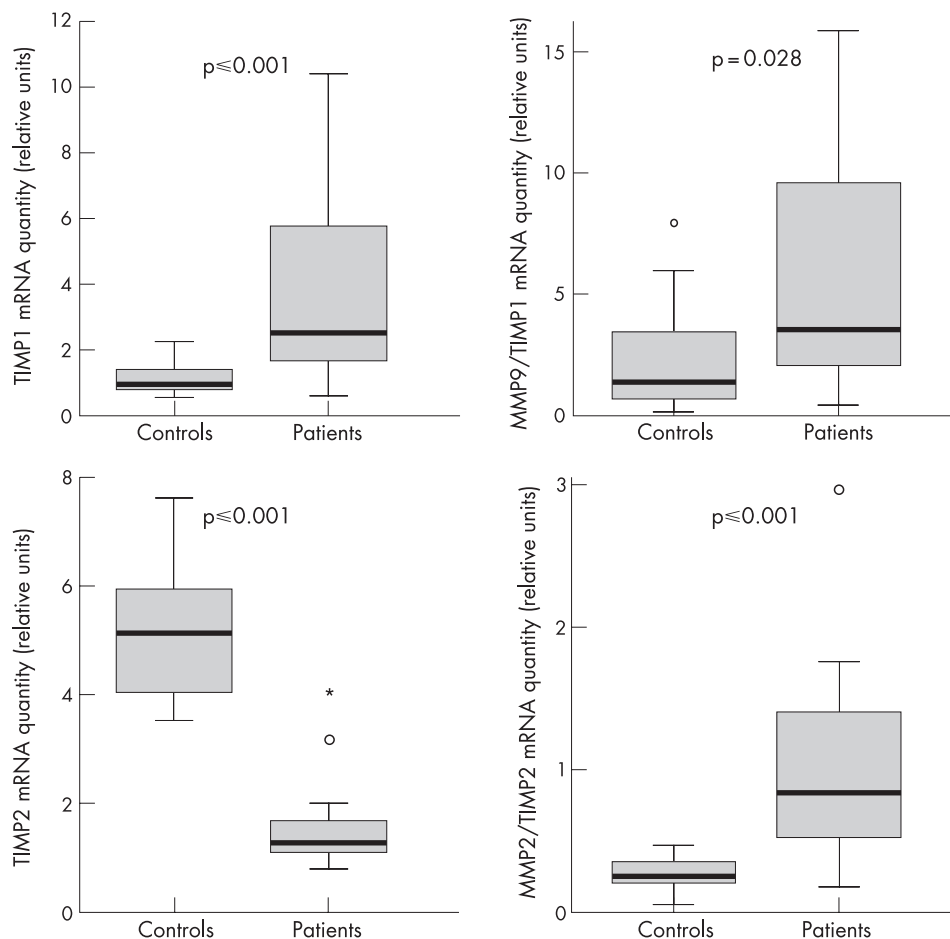 TIMP1 mRNA quantity (relative units)
12
10
8
6
4
2
0
p≤0.001
Controls Patients
MMP9/TIMP1 mRNA quantity (relative units)
15
10
5
0
p=0.028
Controls Patients
TIMP2 mRNA quantity (relative units)
8
6
4
2
0
p≤0.001
*
Controls Patients
MMP2/TIMP2 mRNA quantity (relative units)
3
2
1
0
p≤0.001
Controls Patients